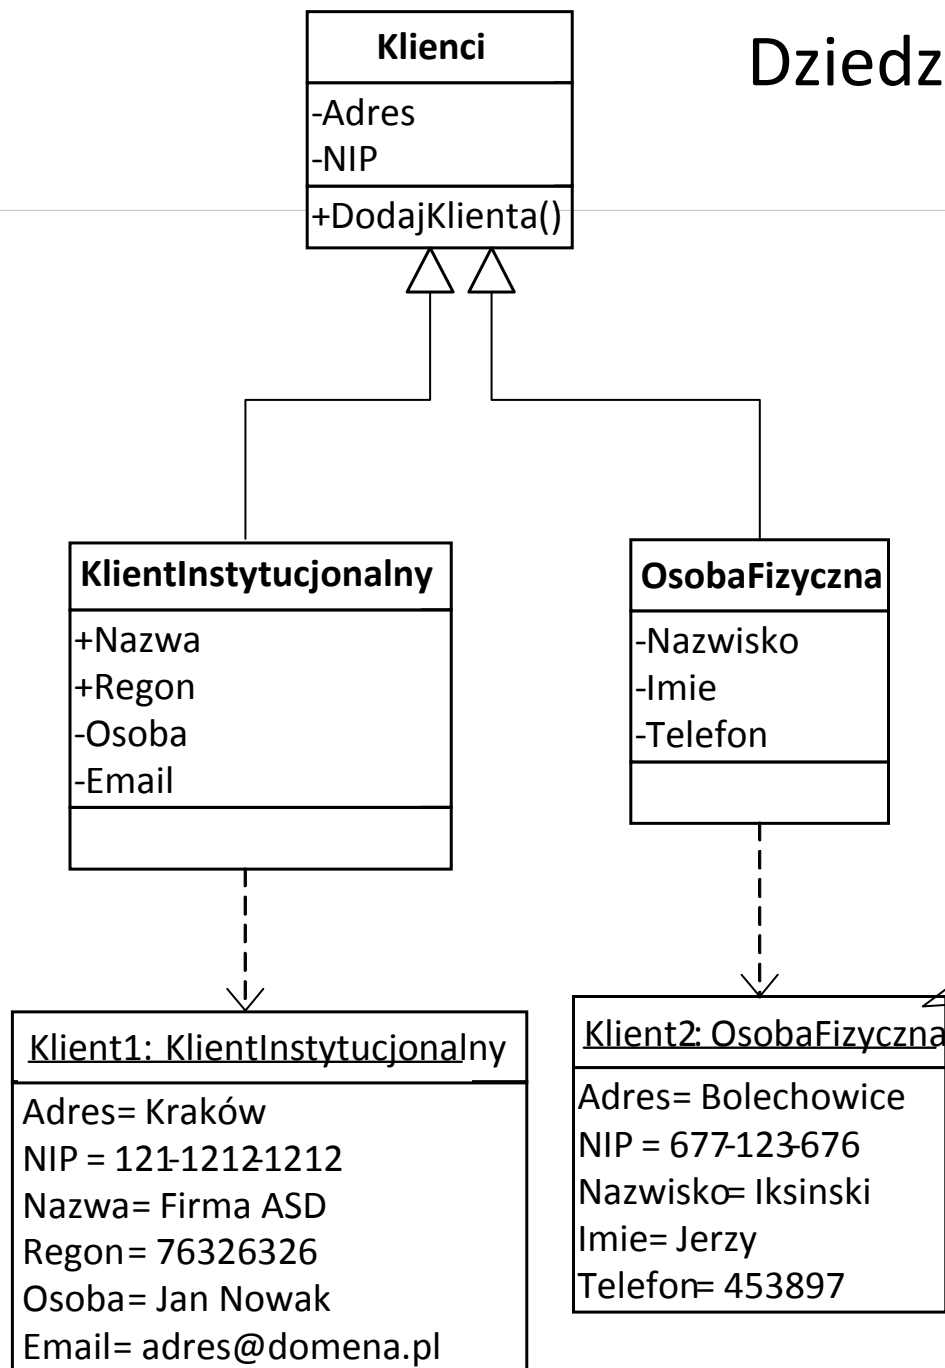 Klienci
Dziedz
-Adres
-NIP
+DodajKlienta()
KlientInstytucjonalny
+Nazwa
+Regon
-Osoba
-Email
OsobaFizyczna
-Nazwisko
-Imie
-Telefon
Klient1: KlientInstytucjonalny
Adres= Kraków
NIP = 121-1212-1212
Nazwa= Firma ASD
Regon= 76326326
Osoba= Jan Nowak
Email= adres@domena.pl
Klient2: OsobaFizyczna
Adres= Bolechowice
NIP = 677-123-676
Nazwisko= Iksinski
Imie= Jerzy
Telefon= 453897